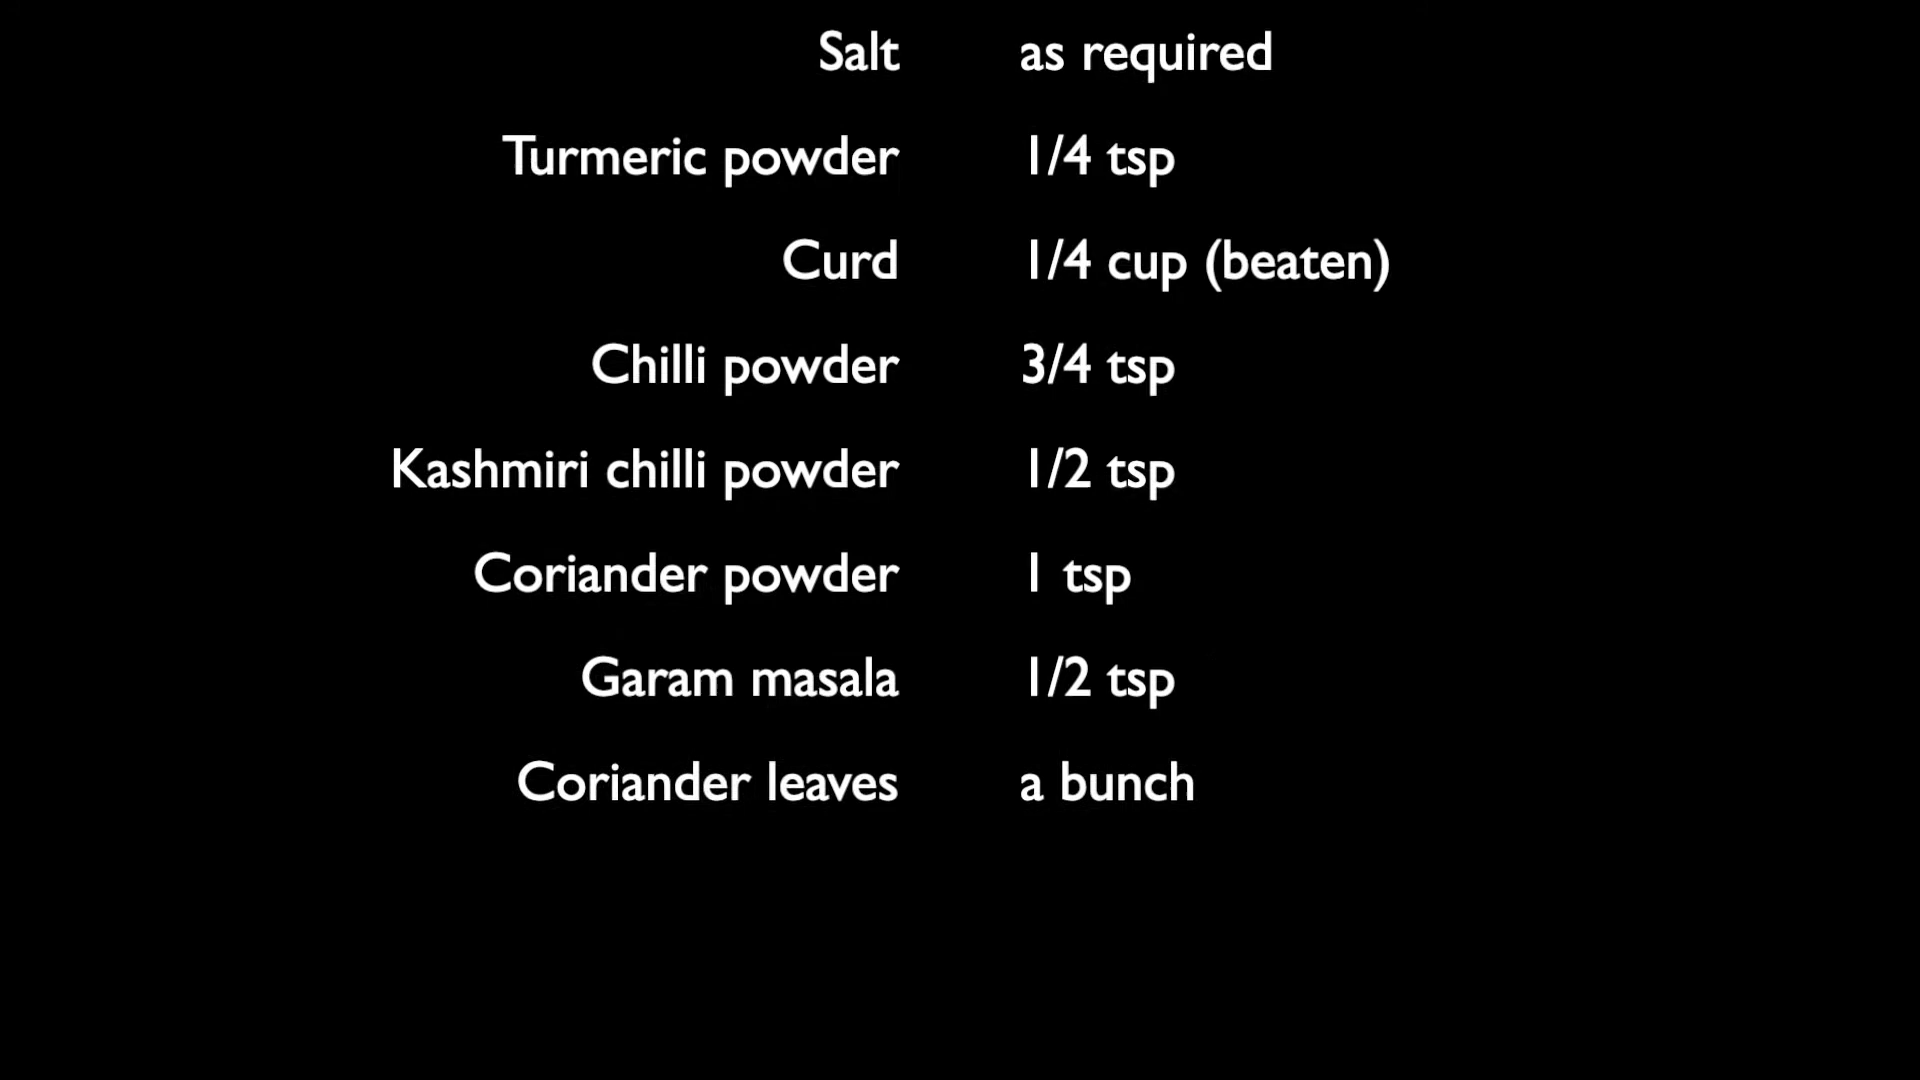 Salt as required
Turmeric powder 1/4 tsp
Curd 1/4 cup (beaten)
Chilli powder 3/4 tsp
Kashmiri chilli powder 1/2 tsp
Coriander powder 1 tsp
Garam masala 1/2 tsp
Coriander leaves a bunch